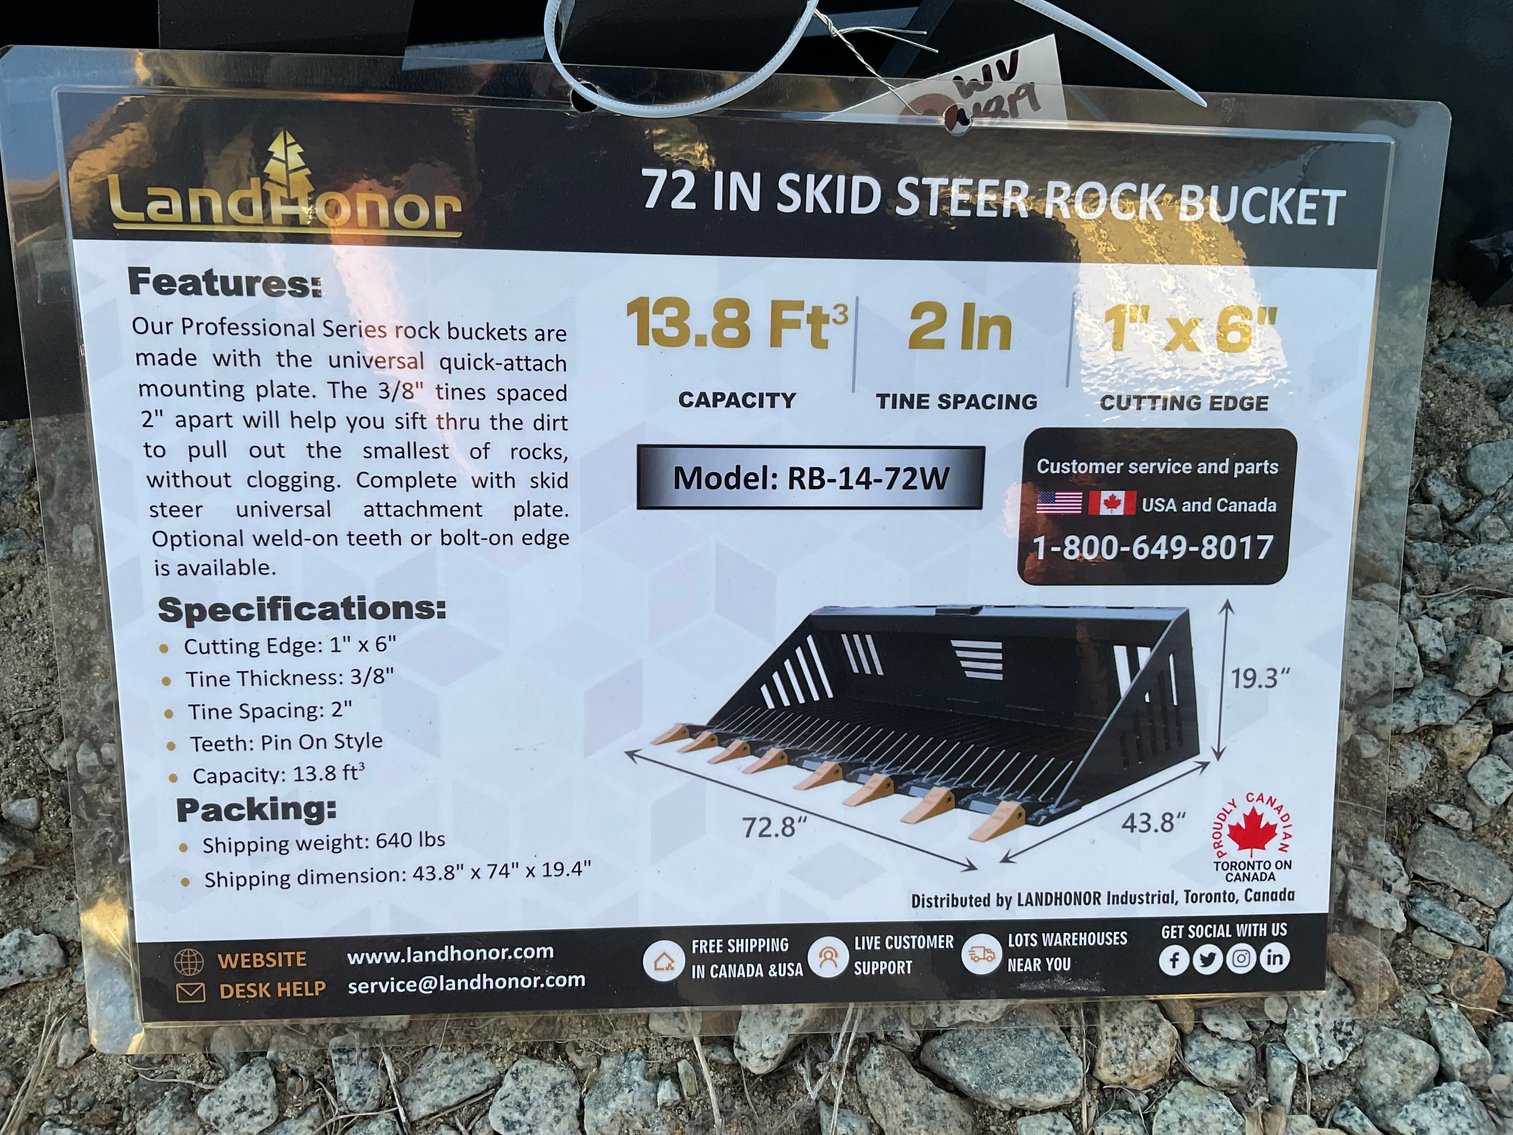 WV
LandHonor
72 IN SKID STEER ROCK BUCKET
Features:
Our Professional Series rock buckets are
made with the universal quick-attach
mounting plate. The 3/8" tines spaced
2" apart will help you sift thru the dirt
to pull out the smallest of rocks,
without clogging. Complete with skid
steer universal attachment plate.
Optional weld-on teeth or bolt-on edge
is available.
Specifications:
• Cutting Edge: 1" x 6"
• Tine Thickness: 3/8"
• Tine Spacing: 2"
• Teeth: Pin On Style
• Capacity: 13.8 ft³
Packing:
• Shipping weight: 640 lbs
• Shipping dimension: 43.8" x 74" x 19.4"
13.8 Ft³
CAPACITY
2 In
TINE SPACING
1" x 6"
CUTTING EDGE
Model: RB-14-72W
Customer service and parts
USA and Canada
1-800-649-8017
19.3"
72.8"
43.8"
PROUDLY CANADIAN
TORONTO ON
CANADA
Distributed by LANDHONOR Industrial, Toronto, Canada
WEBSITE www.landhonor.com
DESK HELP service@landhonor.com
FREE SHIPPING
IN CANADA &USA
LIVE CUSTOMER
SUPPORT
LOTS WAREHOUSES
NEAR YOU
GET SOCIAL WITH US